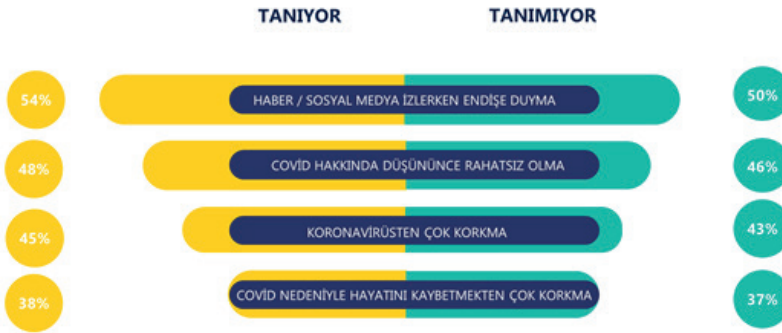 TANIYOR TANIMIYOR
54% HABER / SOSYAL MEDYA İZLERKEN ENDİŞE DUYMA 50%
48% COVİD HAKKINDA DÜŞÜNÜNCE RAHATSIZ OLMA 46%
45% KORONAVİRÜSTEN ÇOK KORKMA 43%
38% COVİD NEDENİYLE HAYATINI KAYBETMEKTEN ÇOK KORKMA 37%